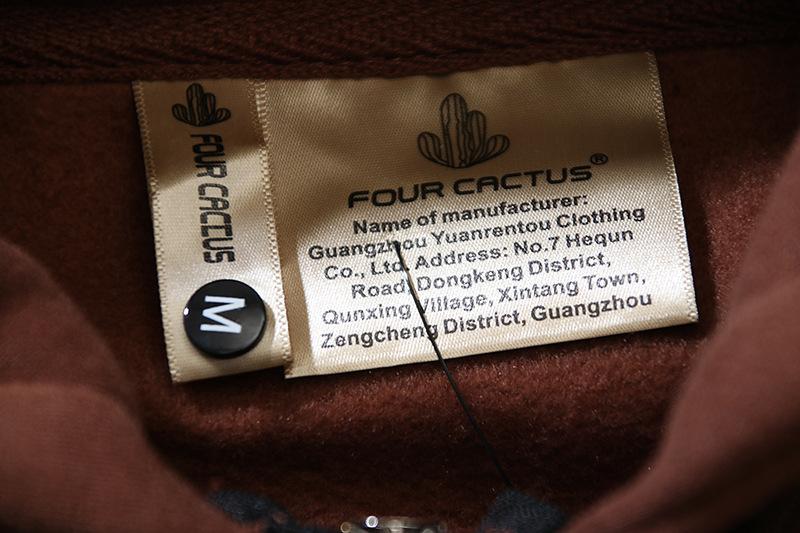 FOUR CACTUS
M
FOUR CACTUS®
Name of manufacturer:
Guangzhou Yuanrentou Clothing
Co., Ltd. Address: No.7 Hequn
Road, Dongkeng District,
Qunxing Village, Xintang Town,
Zengcheng District, Guangzhou